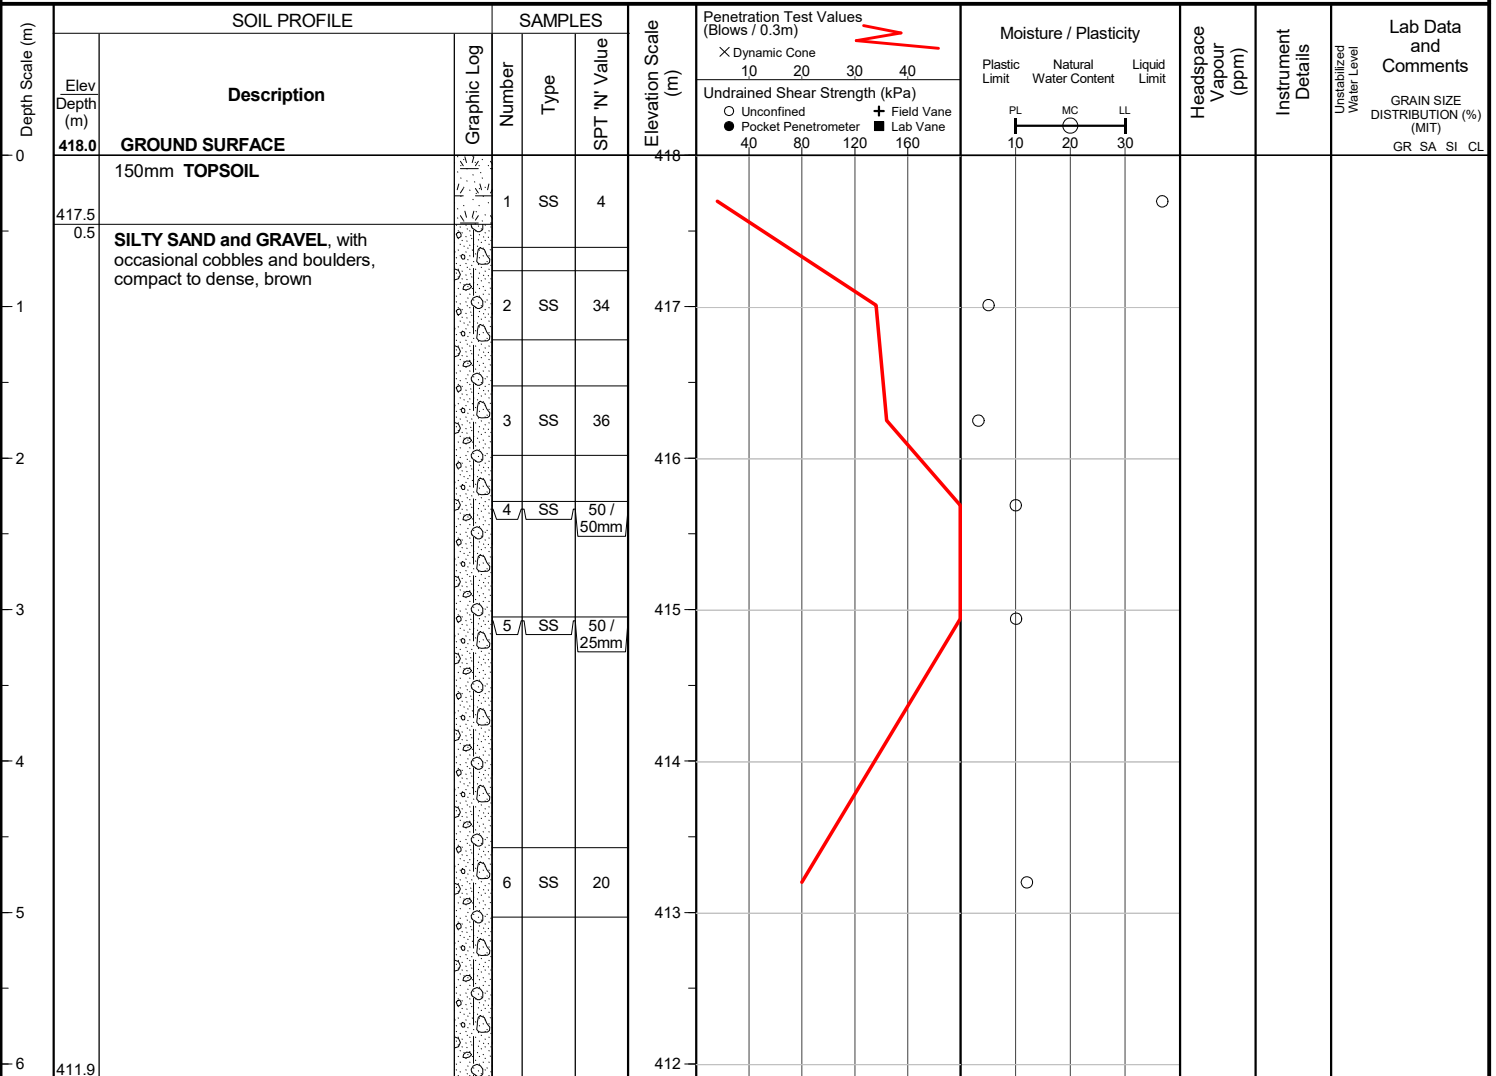 SOIL PROFILE
SAMPLES
Depth Scale (m)
Elev
Depth
(m)
Description
Graphic Log
Number
Type
SPT 'N' Value
Elevation Scale
(m)
Penetration Test Values
(Blows / 0.3m)
× Dynamic Cone
10 20 30 40
Undrained Shear Strength (kPa)
Unconfined
Field Vane
Pocket Penetrometer
Lab Vane
40 80 120 160
Moisture / Plasticity
Plastic
Limit
Natural
Water Content
Liquid
Limit
PL MC LL
10 20 30
Headspace
Vapour
(ppm)
Instrument
Details
Unstabilized
Water Level
Lab Data
and
Comments
GRAIN SIZE
DISTRIBUTION (%)
(MIT)
GR SA SI CL
418.0 GROUND SURFACE
0
418
150mm TOPSOIL
1 SS 4
417.5
0.5
SILTY SAND and GRAVEL, with
occasional cobbles and boulders,
compact to dense, brown
1
2 SS 34
417
3 SS 36
2
416
4 SS 50 /
50mm
3
415
5 SS 50 /
25mm
4
414
6 SS 20
5
413
6
412
411.9